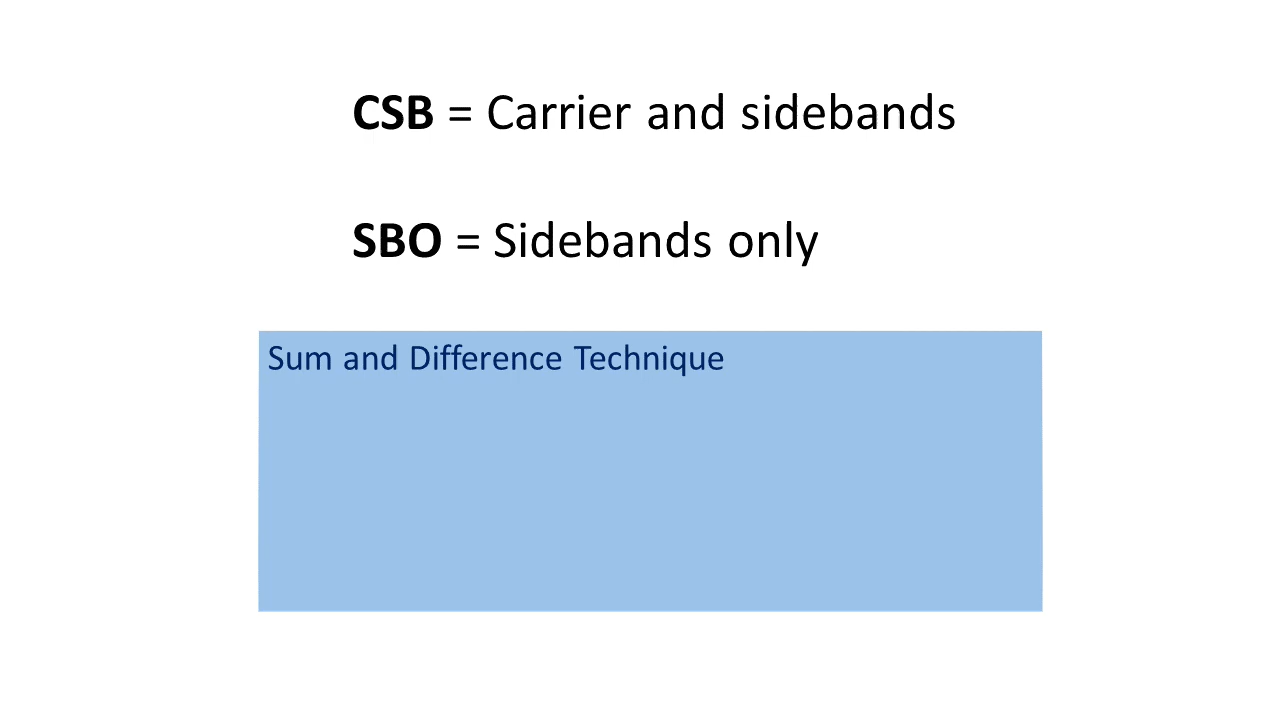 CSB = Carrier and sidebands
SBO = Sidebands only
Sum and Difference Technique